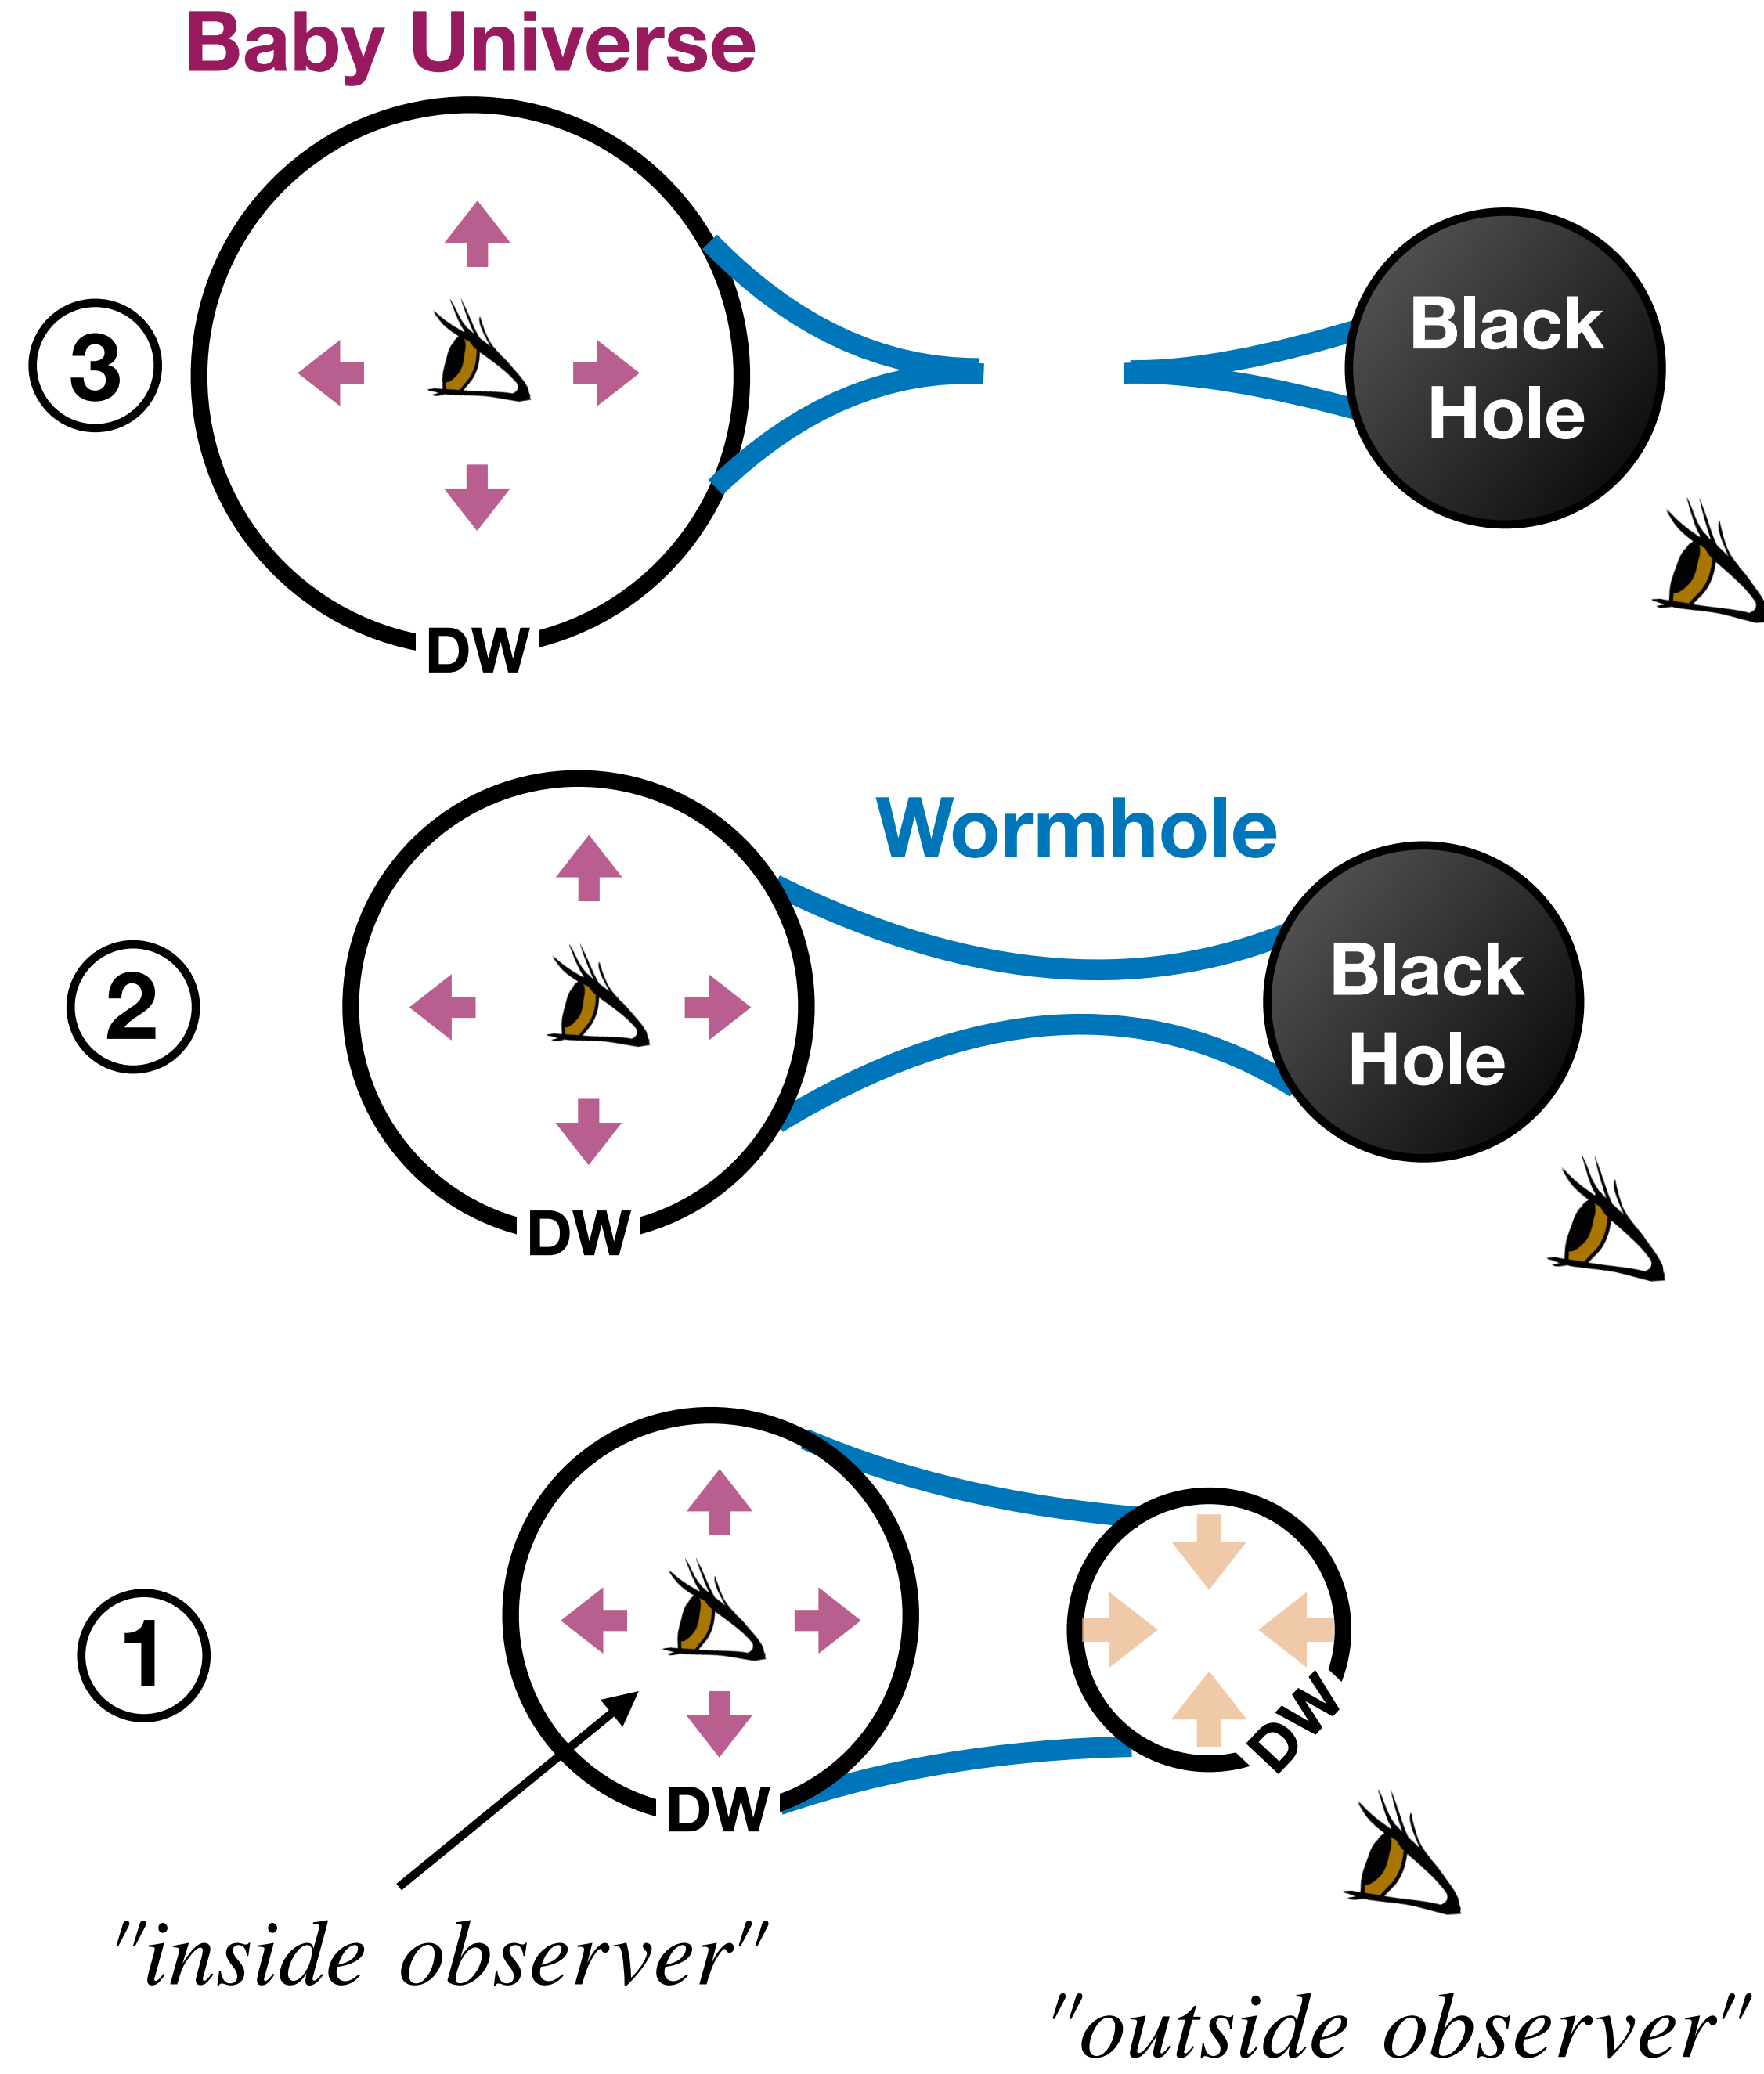 Baby Universe
3
Black
Hole
DW
Wormhole
2
Black
Hole
DW
1
DW
DW
"inside observer"
"outside observer"